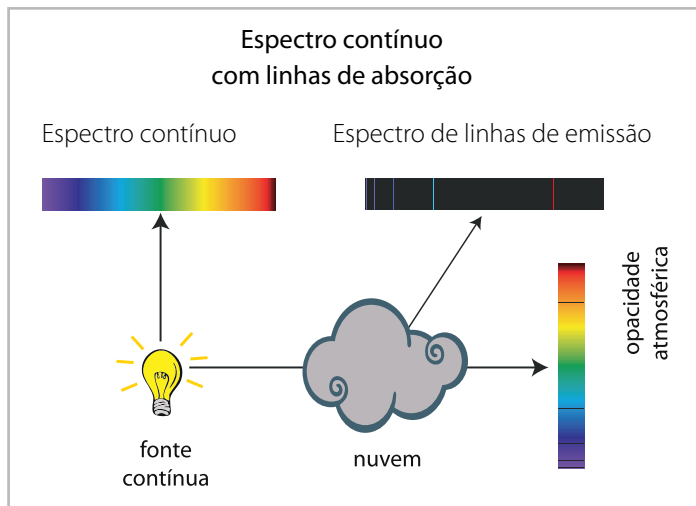 Espectro contínuo
com linhas de absorção
Espectro contínuo
Espectro de linhas de emissão
opacidade
atmosférica
fonte
contínua
nuvem